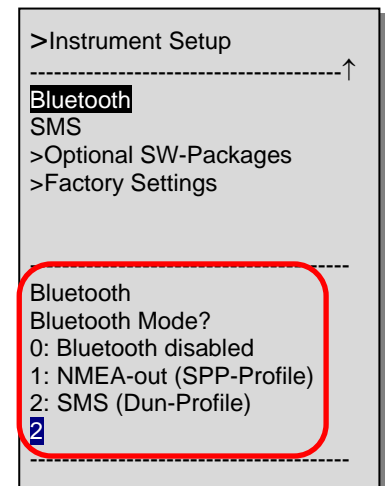 >Instrument Setup
---------------------------------------↑
Bluetooth
SMS
>Optional SW-Packages
>Factory Settings
----------------------------------------
Bluetooth
Bluetooth Mode?
0: Bluetooth disabled
1: NMEA-out (SPP-Profile)
2: SMS (Dun-Profile)
2
----------------------------------------